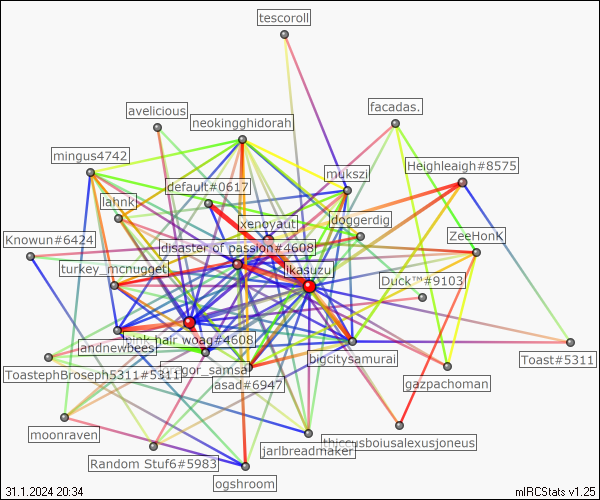 tescoroll
avelicious
facadas.
neokingghidorah
mingus4742
Heighleaigh#8575
mukszi
default#0617
lahnk
doggerdig
xenoyaut
Knowun#6424
ZeeHonK
disaster of passion#4608
turkey_mcnugget
ikasuzu
Duck™#9103
pink hair woag#4608
andnewbees
bigcitysamurai
Toast#5311
ToastephBroseph5311#5311
gor_samsa
asad#6947
gazpachoman
moonraven
thiccusboiusalexusjoneus
jarlbreadmaker
Random Stuf6#5983
ogshroom
31.1.2024 20:34
mIRCStats v1.25